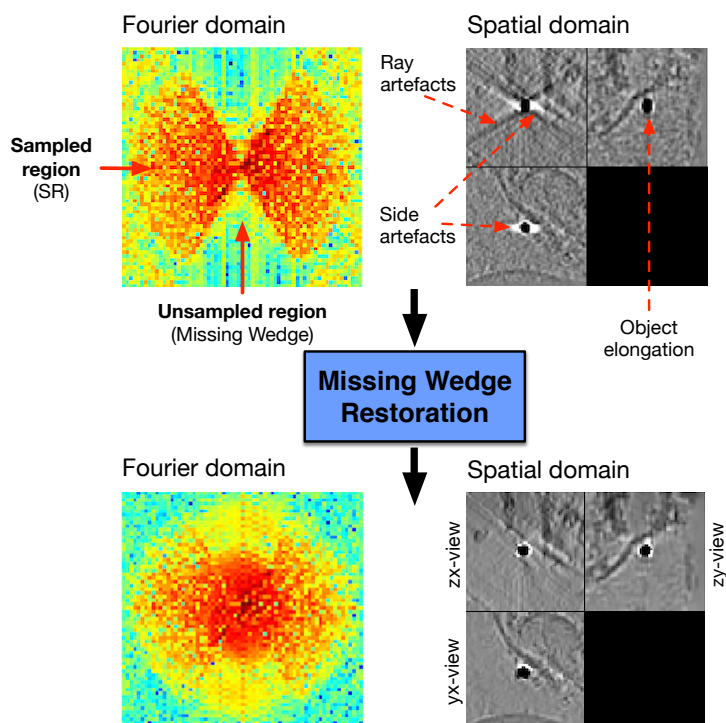 Fourier domain
Spatial domain
Ray
artefacts
Sampled
region
(SR)
Side
artefacts
Unsampled region
(Missing Wedge)
Object
elongation
Missing Wedge
Restoration
Fourier domain
Spatial domain
zx-view
zy-view
yx-view